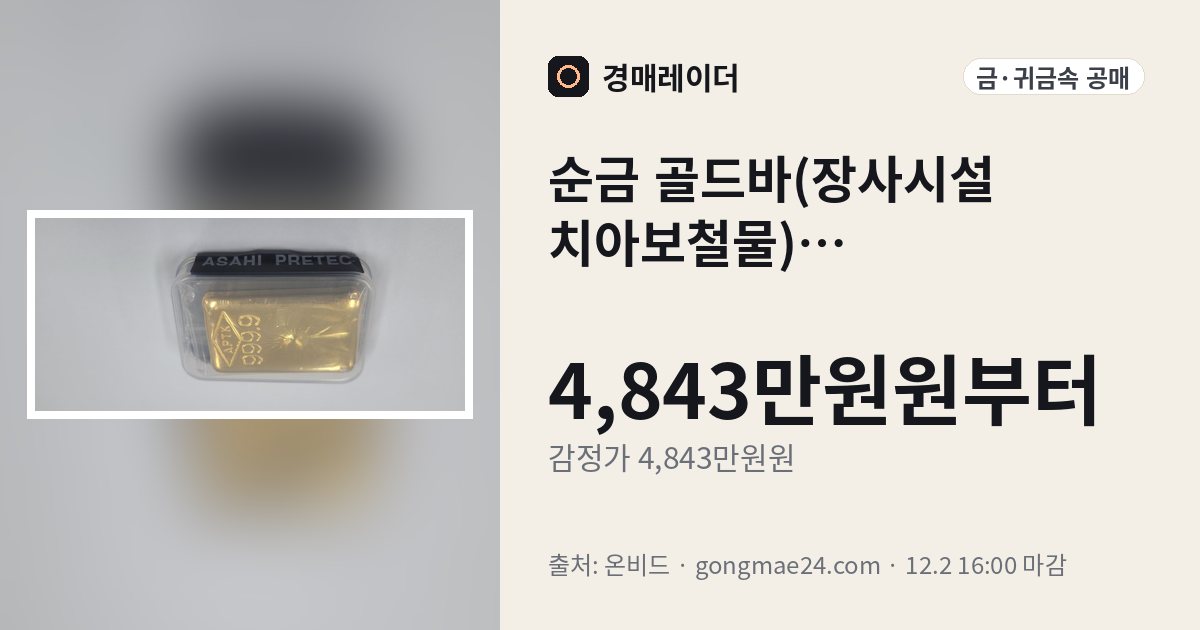 경매레이더
금·귀금속 공매
순금 골드바(장사시설
치아보철물)…
4,843만원원부터
감정가 4,843만원원
출처: 온비드 · gongmae24.com · 12.2 16:00 마감
ASAHI PRETEC
APTK
999.9